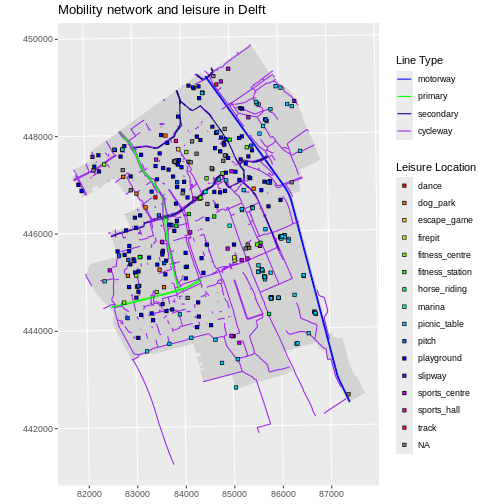 Mobility network and leisure in Delft
450000
448000
446000
444000
442000
82000
83000
84000
85000
86000
87000
Line Type
motorway
primary
secondary
cycleway
Leisure Location
dance
dog_park
escape_game
firepit
fitness_centre
fitness_station
horse_riding
marina
picnic_table
pitch
playground
slipway
sports_centre
sports_hall
track
NA